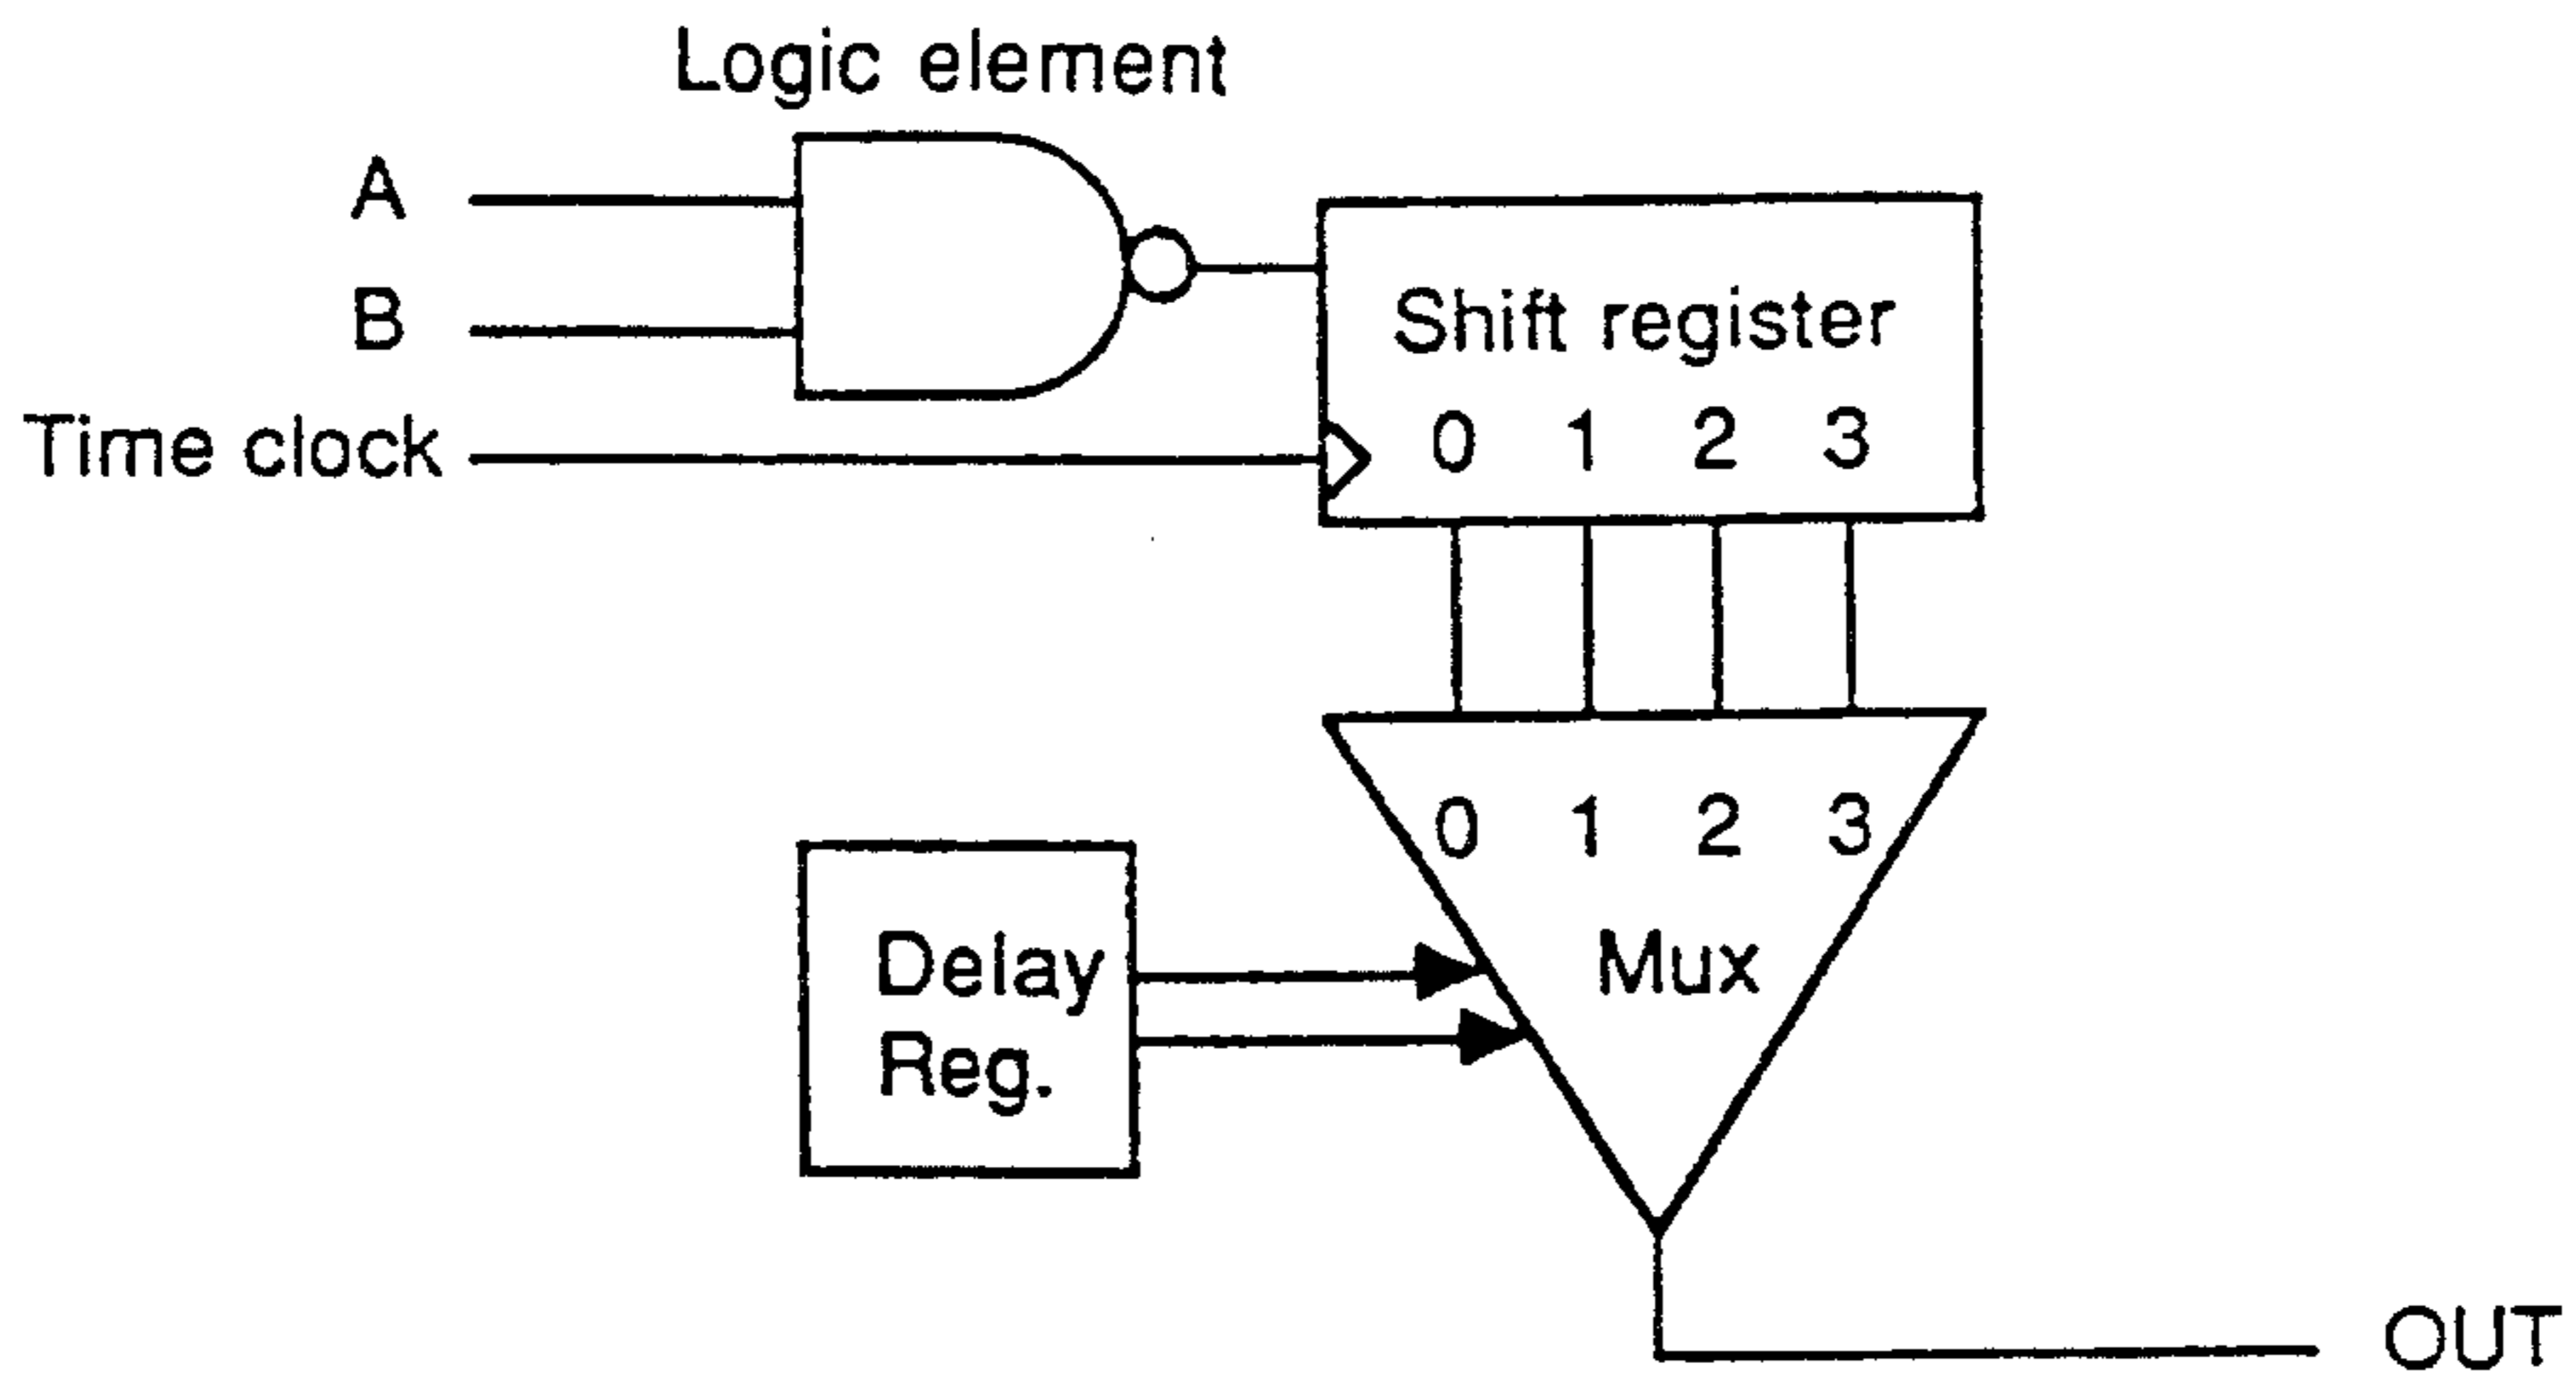 Logic element
A
B
Time clock
Shift register
0 1 2 3
0 1 2 3
Mux
Delay
Reg.
OUT